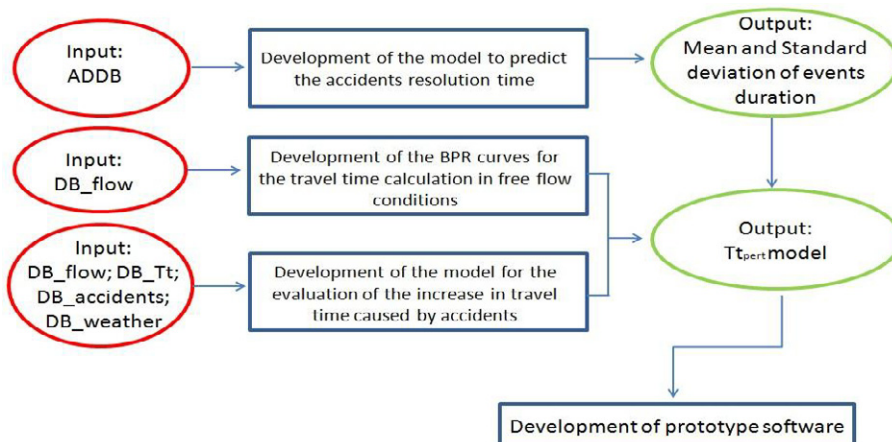 Input:
ADDB
Development of the model to predict
the accidents resolution time
Output:
Mean and Standard
deviation of events
duration
Input:
DB_flow
Development of the BPR curves for
the travel time calculation in free flow
conditions
Input:
DB_flow; DB_Tt;
DB_accidents;
DB_weather
Development of the model for the
evaluation of the increase in travel
time caused by accidents
Output:
Ttpert model
Development of prototype software